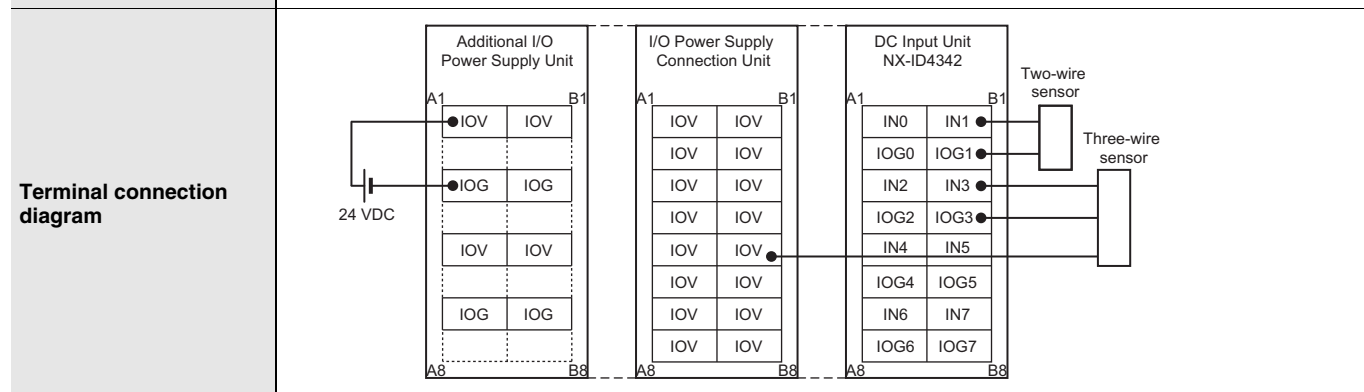 Terminal connection
diagram
Additional I/O
Power Supply Unit
A1 B1
IOV IOV
IOG IOG
IOV IOV
IOG IOG
A8 B8
24 VDC
I/O Power Supply
Connection Unit
A1 B1
IOV IOV
IOV IOV
IOV IOV
IOV IOV
IOV IOV
IOV IOV
IOV IOV
IOV IOV
A8 B8
DC Input Unit
NX-ID4342
A1 B1
IN0 IN1
IOG0 IOG1
IN2 IN3
IOG2 IOG3
IN4 IN5
IOG4 IOG5
IN6 IN7
IOG6 IOG7
A8 B8
Two-wire
sensor
Three-wire
sensor